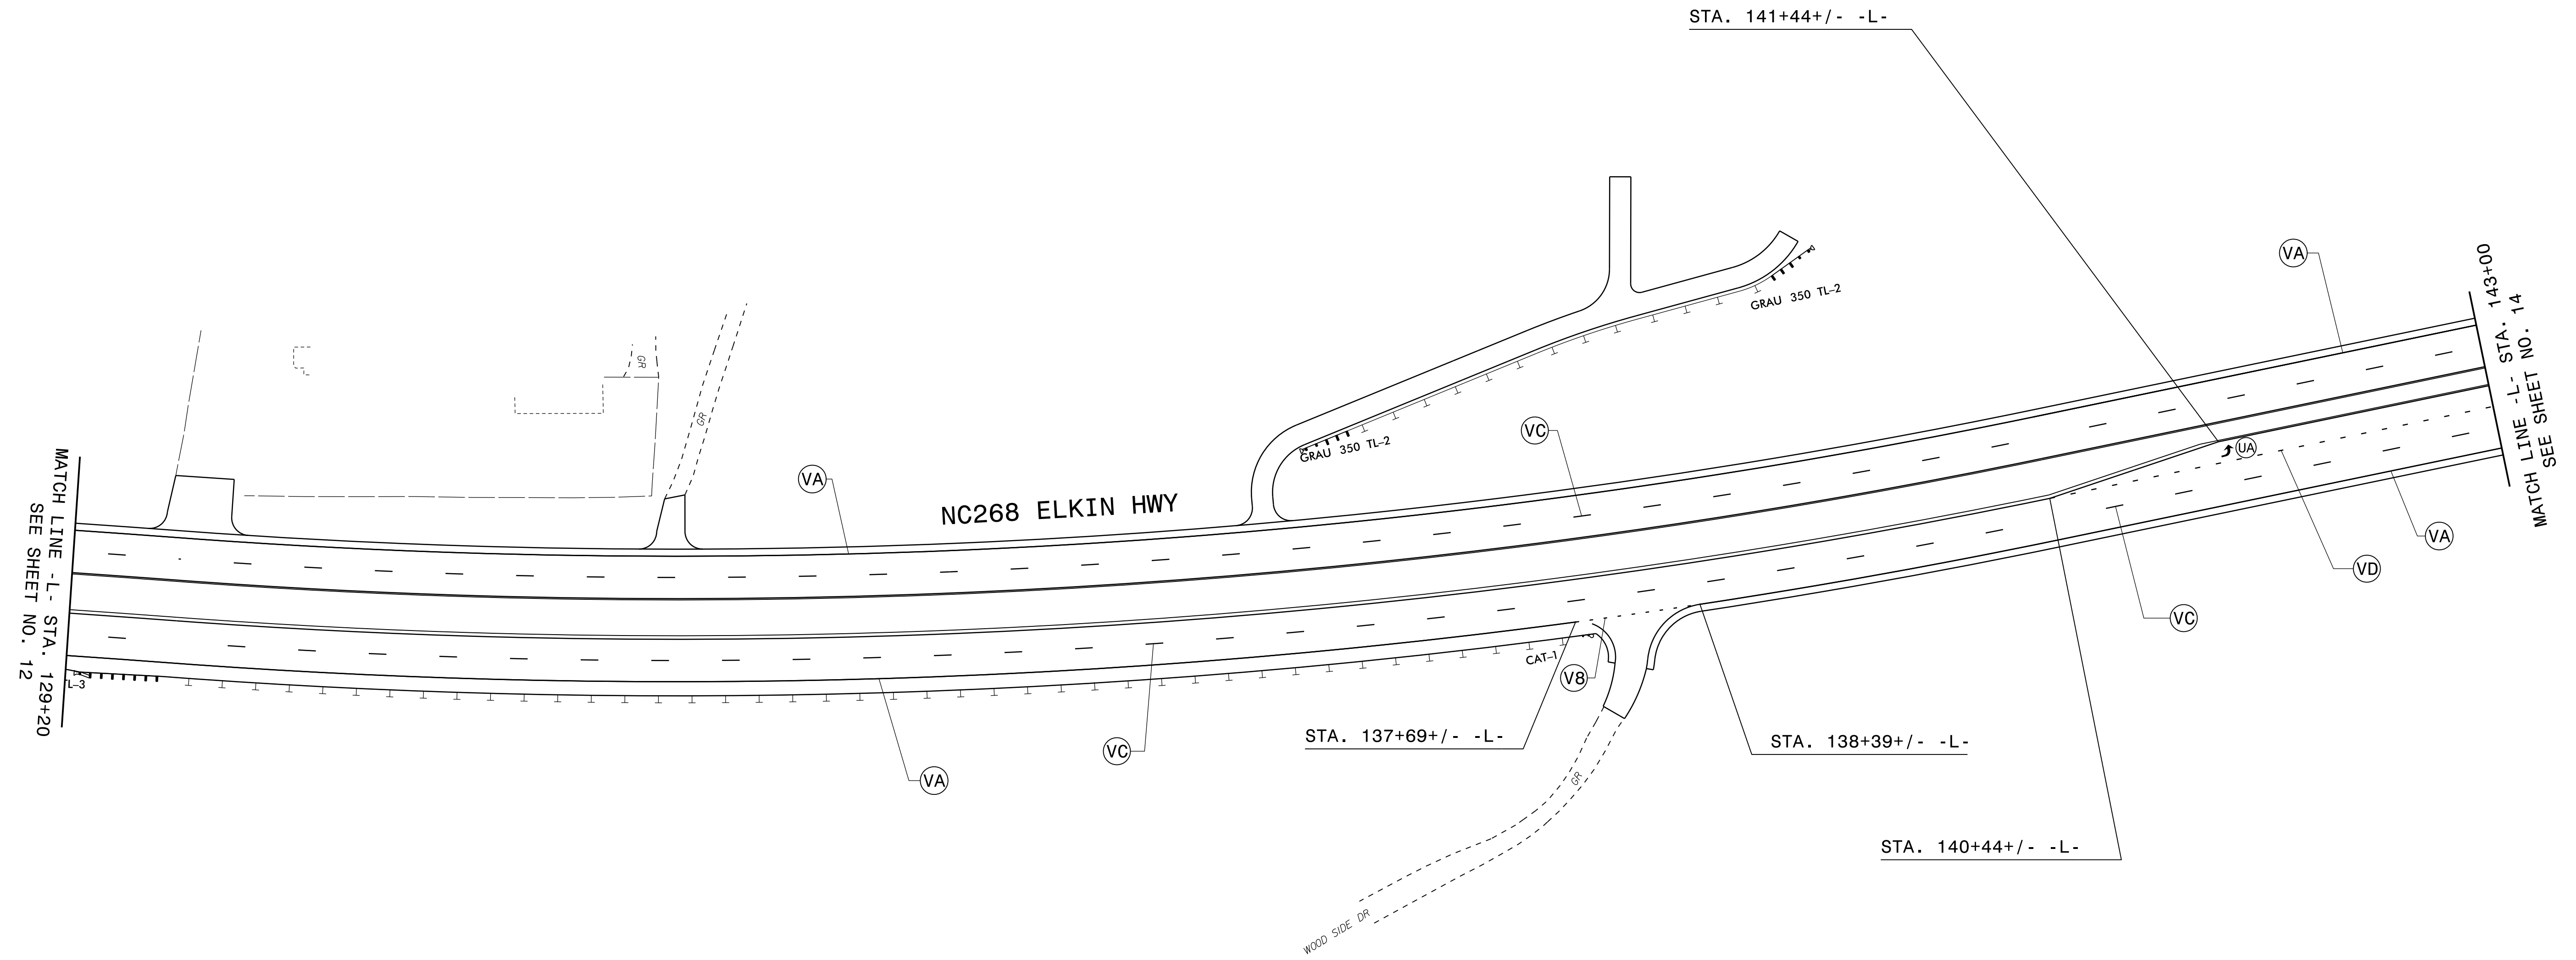 STA. 141+44+/- -L-
VA
MATCH LINE -L- STA. 143+00
SEE SHEET NO. 14
GRAU 350 TL-2
GR
GR
VC
GRAU 350 TL-2
UA
VA
NC268 ELKIN HWY
MATCH LINE -L- STA. 129+20
SEE SHEET NO. 12
VA
VD
VC
CAT-1
V8
L-3
STA. 137+69+/- -L-
STA. 138+39+/- -L-
VC
VA
GR
STA. 140+44+/- -L-
WOOD SIDE DR